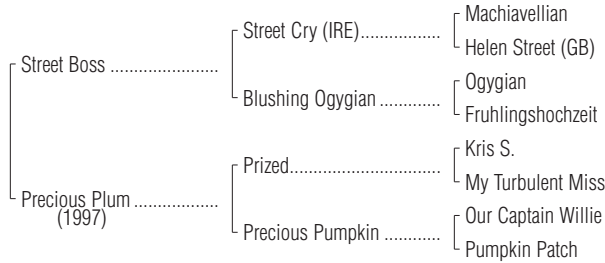 Machiavellian
Street Cry (IRE)..................
Helen Street (GB)
Street Boss ........................
Ogygian
Blushing Ogygian .............
Fruhlingshochzeit
Kris S.
Prized.................................
My Turbulent Miss
Precious Plum ...................
(1997)
Our Captain Willie
Precious Pumpkin ............
Pumpkin Patch